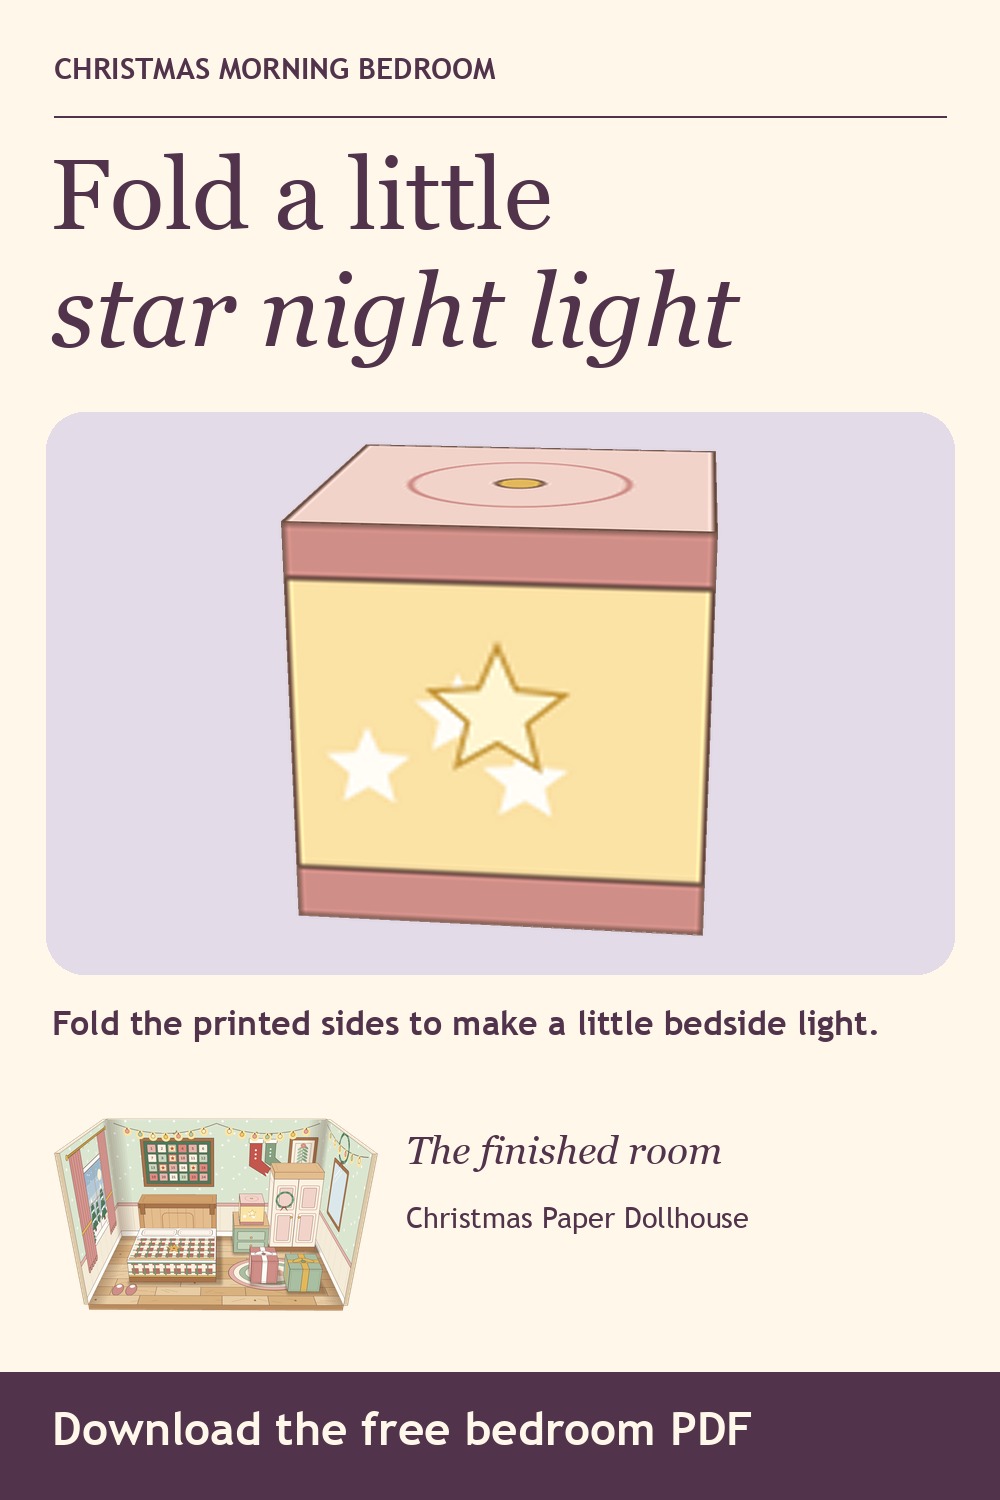 CHRISTMAS MORNING BEDROOM
Fold a little
star night light
Fold the printed sides to make a little bedside light.
The finished room
Christmas Paper Dollhouse
Download the free bedroom PDF